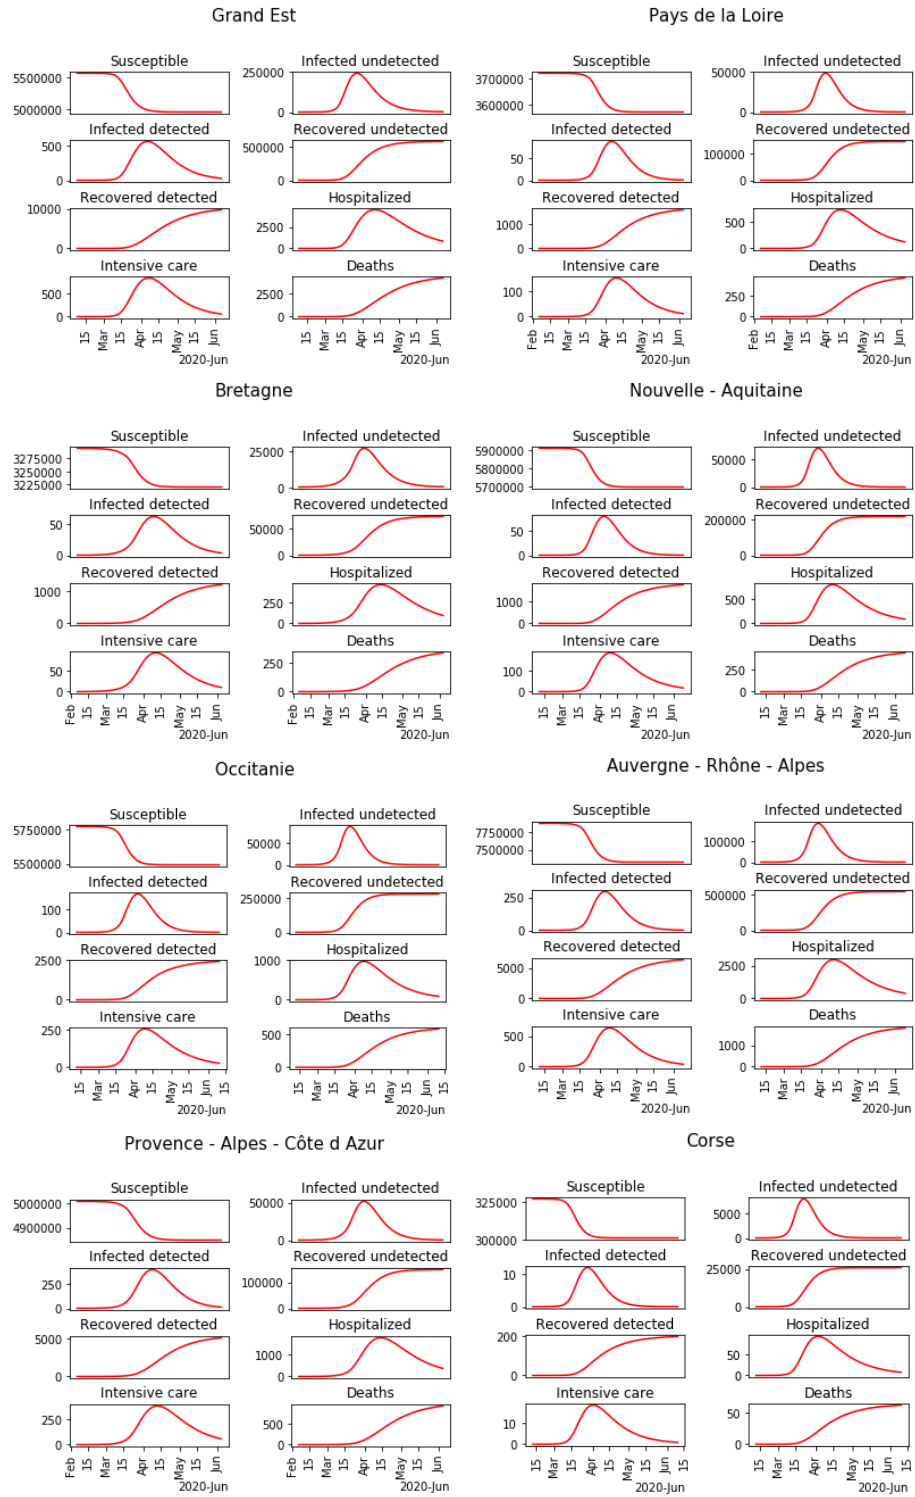 Grand Est
Susceptible
5500000
5000000
Infected undetected
250000
0
Infected detected
500
0
Recovered undetected
500000
0
Recovered detected
10000
0
Hospitalized
2500
0
Intensive care
500
0
Deaths
2500
0
15 Mar 15 Apr 15 May 15 Jun
2020-Jun
15 Mar 15 Apr 15 May 15 Jun
2020-Jun
Pays de la Loire
Susceptible
3700000
3600000
Infected undetected
50000
0
Infected detected
50
0
Recovered undetected
100000
0
Recovered detected
1000
0
Hospitalized
500
0
Intensive care
100
0
Deaths
250
0
Feb 15 Mar 15 Apr 15 May 15 Jun
2020-Jun
Feb 15 Mar 15 Apr 15 May 15 Jun
2020-Jun
Bretagne
Susceptible
3275000
3250000
3225000
Infected undetected
25000
0
Infected detected
50
0
Recovered undetected
50000
0
Recovered detected
1000
0
Hospitalized
250
0
Intensive care
50
0
Deaths
250
0
Feb 15 Mar 15 Apr 15 May 15 Jun
2020-Jun
Feb 15 Mar 15 Apr 15 May 15 Jun
2020-Jun
Nouvelle - Aquitaine
Susceptible
5900000
5800000
5700000
Infected undetected
50000
0
Infected detected
50
0
Recovered undetected
200000
0
Recovered detected
1000
0
Hospitalized
500
0
Intensive care
100
0
Deaths
250
0
15 Mar 15 Apr 15 May 15 Jun
2020-Jun
15 Mar 15 Apr 15 May 15 Jun
2020-Jun
Occitanie
Susceptible
5750000
5500000
Infected undetected
50000
0
Infected detected
100
0
Recovered undetected
250000
0
Recovered detected
2500
0
Hospitalized
1000
0
Intensive care
250
0
Deaths
500
0
15 Mar 15 Apr 15 May 15 Jun 15
2020-Jun
15 Mar 15 Apr 15 May 15 Jun 15
2020-Jun
Auvergne - Rhône - Alpes
Susceptible
7750000
7500000
Infected undetected
100000
0
Infected detected
250
0
Recovered undetected
500000
0
Recovered detected
5000
0
Hospitalized
2500
0
Intensive care
500
0
Deaths
1000
0
15 Mar 15 Apr 15 May 15 Jun
2020-Jun
15 Mar 15 Apr 15 May 15 Jun
2020-Jun
Provence - Alpes - Côte d Azur
Susceptible
5000000
4900000
Infected undetected
50000
0
Infected detected
250
0
Recovered undetected
100000
0
Recovered detected
5000
0
Hospitalized
1000
0
Intensive care
250
0
Deaths
500
0
Feb 15 Mar 15 Apr 15 May 15 Jun
2020-Jun
Feb 15 Mar 15 Apr 15 May 15 Jun
2020-Jun
Corse
Susceptible
325000
300000
Infected undetected
5000
0
Infected detected
10
0
Recovered undetected
25000
0
Recovered detected
200
0
Hospitalized
50
0
Intensive care
10
0
Deaths
50
0
15 Mar 15 Apr 15 May 15 Jun 15
2020-Jun
15 Mar 15 Apr 15 May 15 Jun 15
2020-Jun